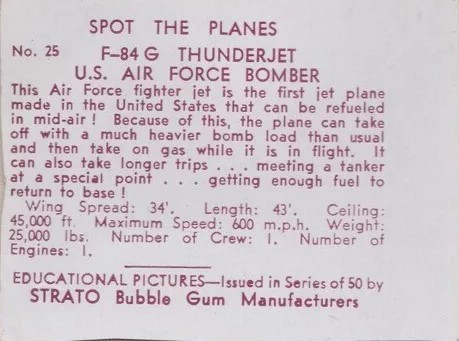 SPOT THE PLANES
No. 25 F-84 G THUNDERJET
U.S. AIR FORCE BOMBER
This Air Force fighter jet is the first jet plane
made in the United States that can be refueled
in mid-air! Because of this, the plane can take
off with a much heavier bomb load than usual
and then take on gas while it is in flight. It
can also take longer trips . . . meeting a tanker
at a special point . . . getting enough fuel to
return to base!
Wing Spread: 34'. Length: 43'. Ceiling:
45,000 ft. Maximum Speed: 600 m.p.h. Weight:
25,000 lbs. Number of Crew: 1. Number of
Engines: 1.
EDUCATIONAL PICTURES—Issued in Series of 50 by
STRATO Bubble Gum Manufacturers